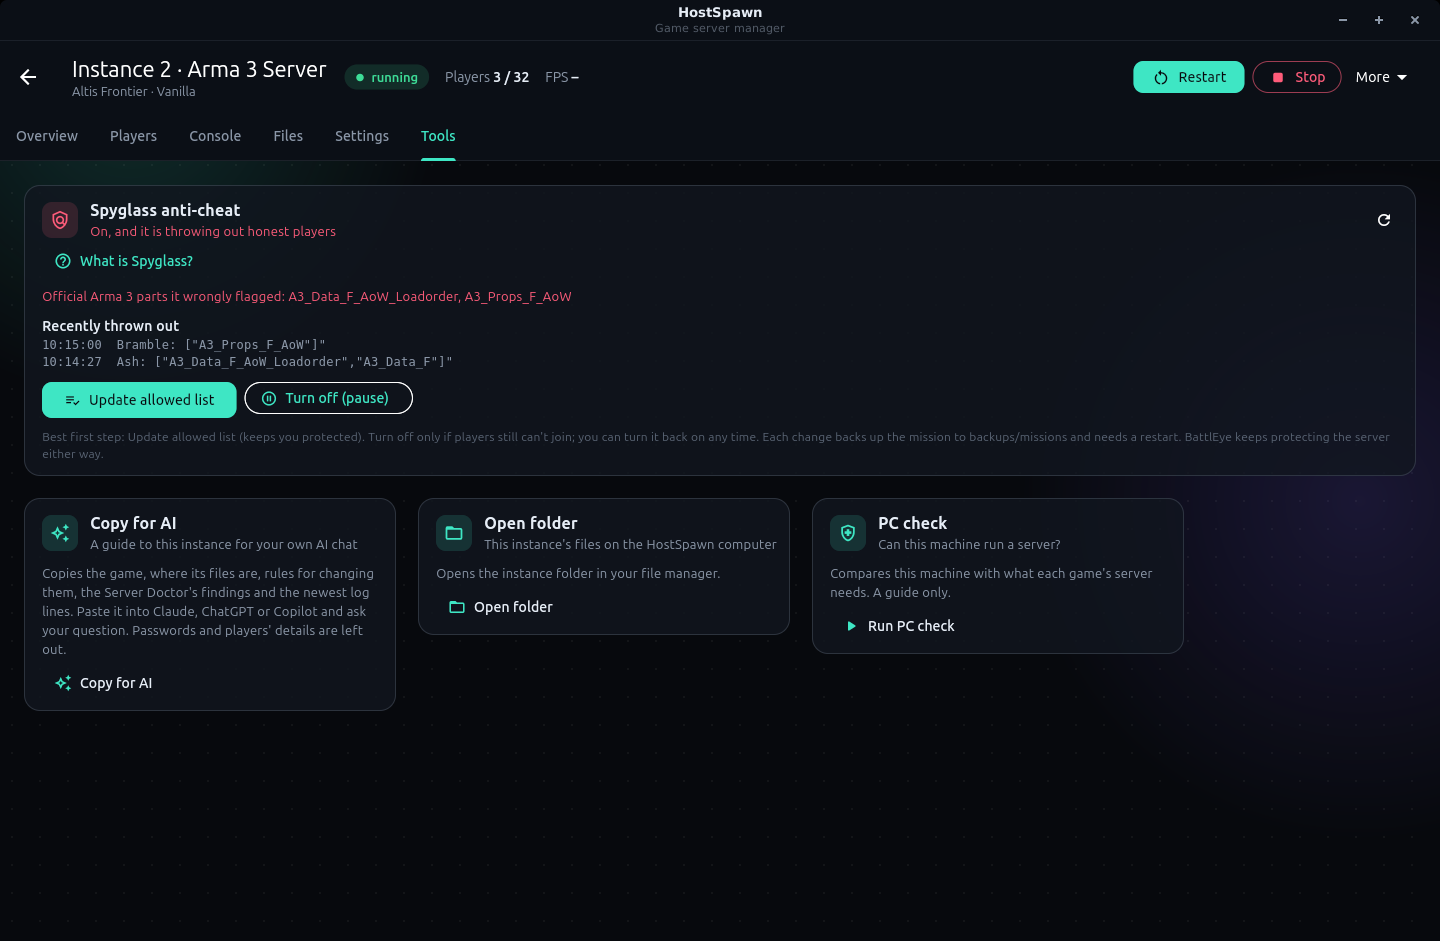 HostSpawn
Game server manager
Instance 2 · Arma 3 Server
Altis Frontier · Vanilla
running
Players 3 / 32
FPS –
Restart
Stop
More
Overview
Players
Console
Files
Settings
Tools
Spyglass anti-cheat
On, and it is throwing out honest players
What is Spyglass?
Official Arma 3 parts it wrongly flagged: A3_Data_F_AoW_Loadorder, A3_Props_F_AoW
Recently thrown out
10:15:00  Bramble: ["A3_Props_F_AoW"]"
10:14:27  Ash: ["A3_Data_F_AoW_Loadorder","A3_Data_F"]"
Update allowed list
Turn off (pause)
Best first step: Update allowed list (keeps you protected). Turn off only if players still can't join; you can turn it back on any time. Each change backs up the mission to backups/missions and needs a restart. BattlEye keeps protecting the server
either way.
Copy for AI
A guide to this instance for your own AI chat
Copies the game, where its files are, rules for changing
them, the Server Doctor's findings and the newest log
lines. Paste it into Claude, ChatGPT or Copilot and ask
your question. Passwords and players' details are left
out.
Copy for AI
Open folder
This instance's files on the HostSpawn computer
Opens the instance folder in your file manager.
Open folder
PC check
Can this machine run a server?
Compares this machine with what each game's server
needs. A guide only.
Run PC check